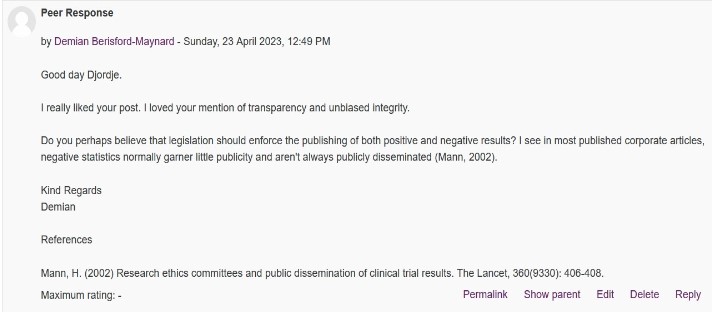 Peer Response
by Demian Berisford-Maynard - Sunday, 23 April 2023, 12:49 PM
Good day Djordje.
I really liked your post. I loved your mention of transparency and unbiased integrity.
Do you perhaps believe that legislation should enforce the publishing of both positive and negative results? I see in most published corporate articles,
negative statistics normally garner little publicity and aren't always publicly disseminated (Mann, 2002).
Kind Regards
Demian
References
Mann, H. (2002) Research ethics committees and public dissemination of clinical trial results. The Lancet, 360(9330): 406-408.
Maximum rating: - Permalink Show parent Edit Delete Reply